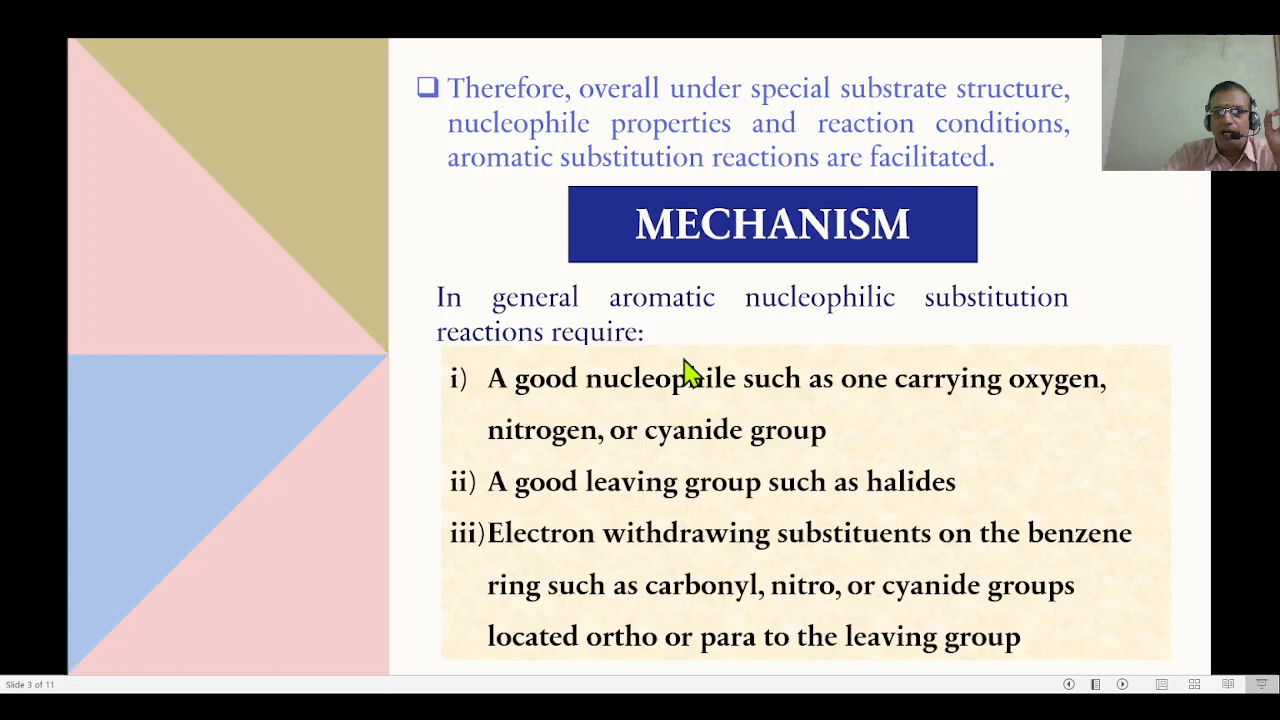 Therefore, overall under special substrate structure,
nucleophile properties and reaction conditions,
aromatic substitution reactions are facilitated.
MECHANISM
In general aromatic nucleophilic substitution
reactions require:
i) A good nucleophile such as one carrying oxygen,
nitrogen, or cyanide group
ii) A good leaving group such as halides
iii) Electron withdrawing substituents on the benzene
ring such as carbonyl, nitro, or cyanide groups
located ortho or para to the leaving group
Slide 3 of 11